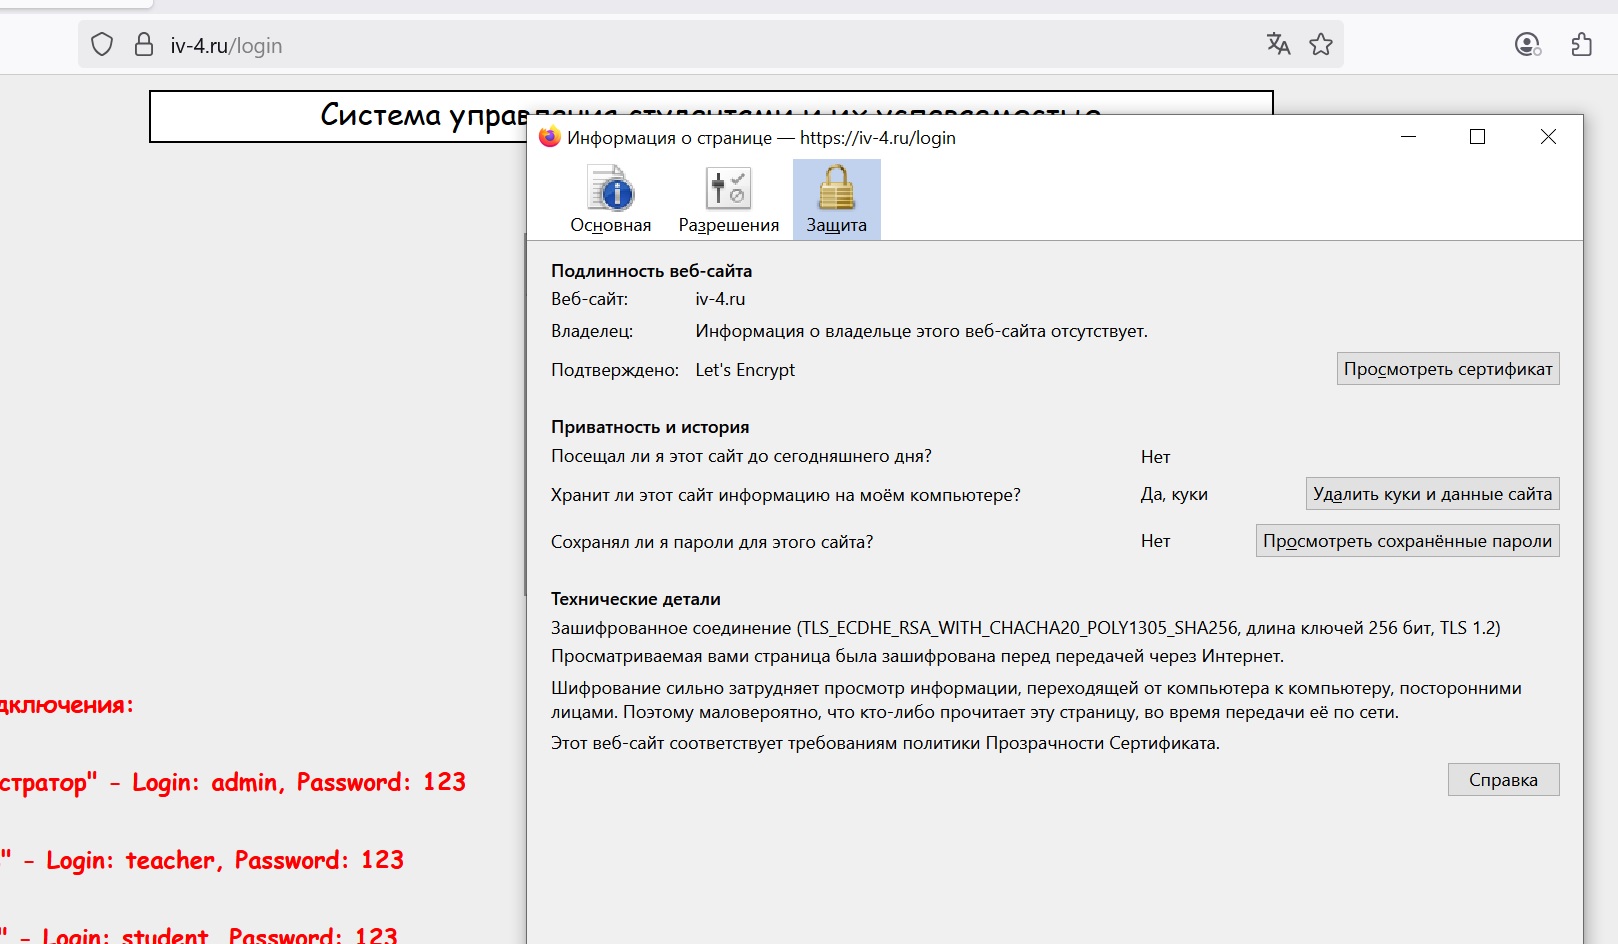 iv-4.ru/login
Система управления студентами и их успеваемостью
Информация о странице — https://iv-4.ru/login
Основная
Разрешения
Защита
Подлинность веб-сайта
Веб-сайт: iv-4.ru
Владелец: Информация о владельце этого веб-сайта отсутствует.
Подтверждено: Let's Encrypt
Просмотреть сертификат
Приватность и история
Посещал ли я этот сайт до сегодняшнего дня? Нет
Хранит ли этот сайт информацию на моём компьютере? Да, куки
Удалить куки и данные сайта
Сохранял ли я пароли для этого сайта? Нет
Просмотреть сохранённые пароли
Технические детали
Зашифрованное соединение (TLS_ECDHE_RSA_WITH_CHACHA20_POLY1305_SHA256, длина ключей 256 бит, TLS 1.2)
Просматриваемая вами страница была зашифрована перед передачей через Интернет.
Шифрование сильно затрудняет просмотр информации, переходящей от компьютера к компьютеру, посторонними
лицами. Поэтому маловероятно, что кто-либо прочитает эту страницу, во время передачи её по сети.
Этот веб-сайт соответствует требованиям политики Прозрачности Сертификата.
Справка
дключения:
стратор" - Login: admin, Password: 123
" - Login: teacher, Password: 123
" - Login: student, Password: 123